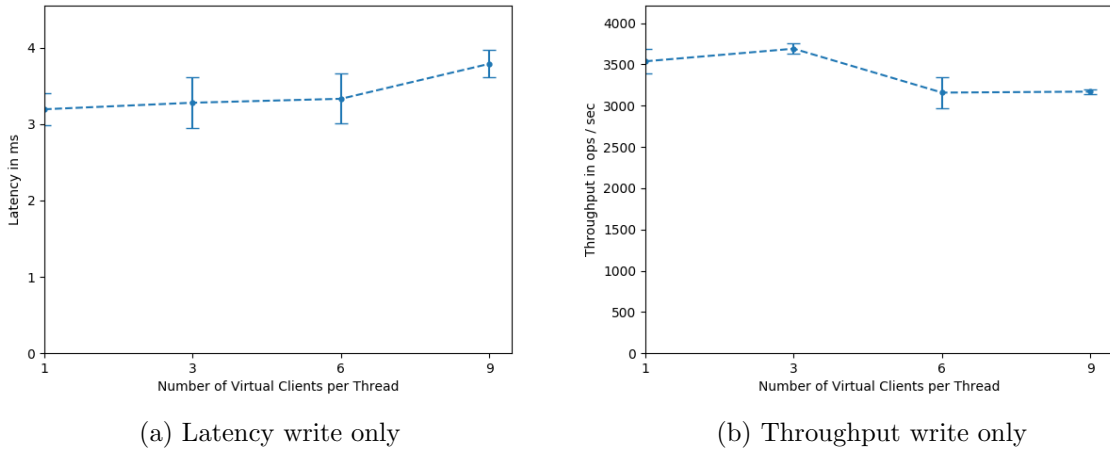 4
3
2
1
0
Latency in ms
1 3 6 9
Number of Virtual Clients per Thread
(a) Latency write only
4000
3500
3000
2500
2000
1500
1000
500
0
Throughput in ops / sec
1 3 6 9
Number of Virtual Clients per Thread
(b) Throughput write only